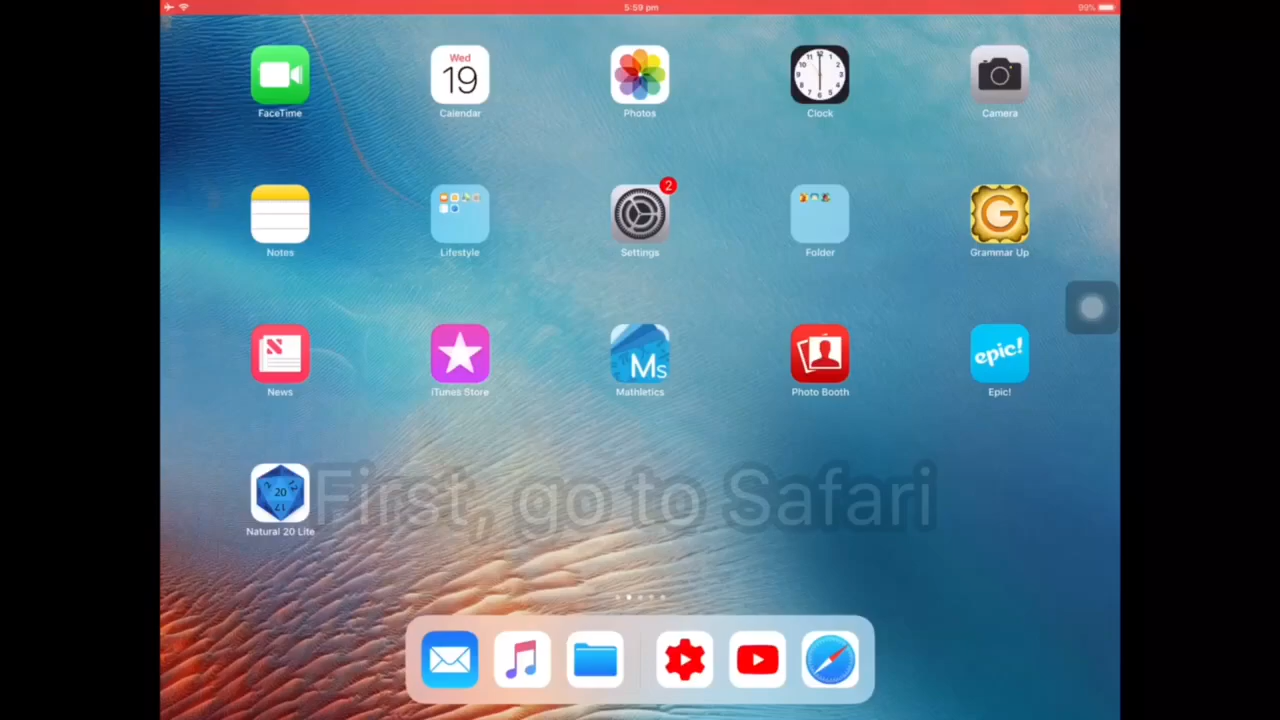 5:59 pm
99%
Wed
19
FaceTime
Calendar
Photos
Clock
Camera
2
Notes
Lifestyle
Settings
Folder
G
Grammar Up
Ms
epic!
News
iTunes Store
Mathletics
Photo Booth
Epic!
20
Natural 20 Lite
First, go to Safari